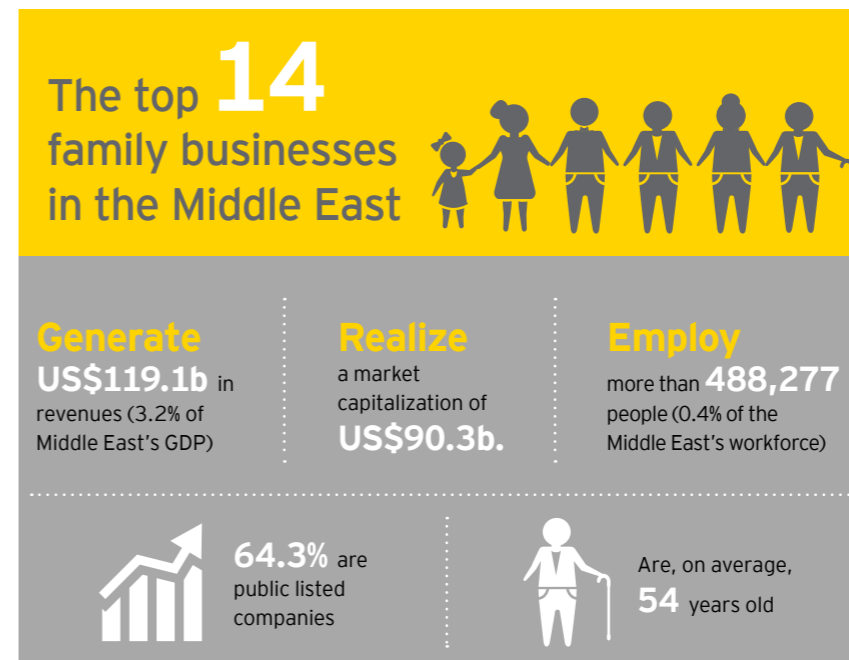 The top 14
family businesses
in the Middle East
Generate
US$119.1b in
revenues (3.2% of
Middle East's GDP)
Realize
a market
capitalization of
US$90.3b.
Employ
more than 488,277
people (0.4% of the
Middle East's workforce)
64.3% are
public listed
companies
Are, on average,
54 years old